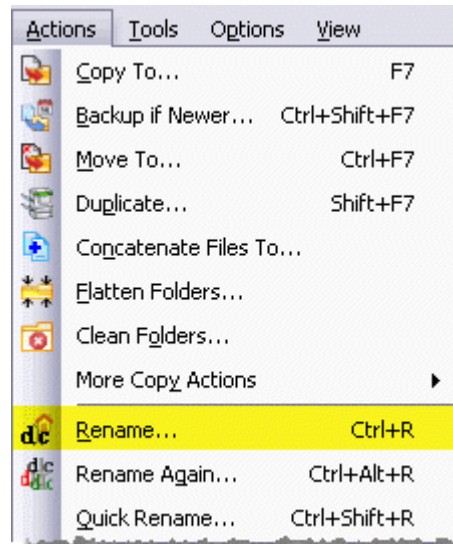 Actions Tools Options View
Copy To... F7
Backup if Newer... Ctrl+Shift+F7
Move To... Ctrl+F7
Duplicate... Shift+F7
Concatenate Files To...
Flatten Folders...
Clean Folders...
More Copy Actions
Rename... Ctrl+R
Rename Again... Ctrl+Alt+R
Quick Rename... Ctrl+Shift+R